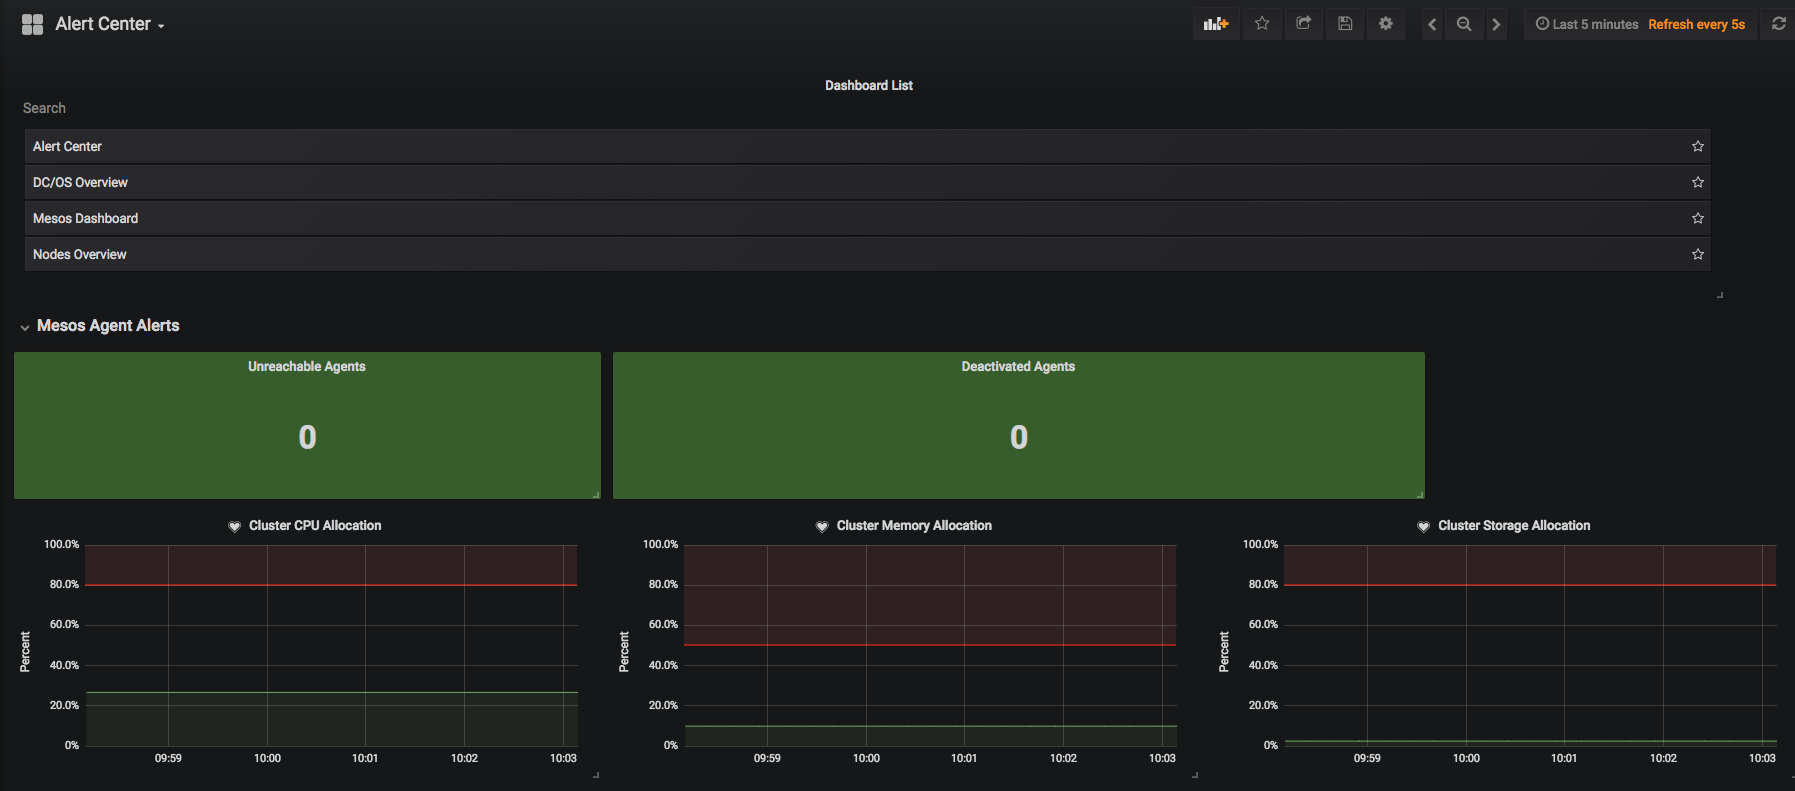 Alert Center
Last 5 minutes Refresh every 5s
Dashboard List
Search
Alert Center
DC/OS Overview
Mesos Dashboard
Nodes Overview
Mesos Agent Alerts
Unreachable Agents
0
Deactivated Agents
0
Cluster CPU Allocation
Percent
100.0%
80.0%
60.0%
40.0%
20.0%
0%
09:59 10:00 10:01 10:02 10:03
Cluster Memory Allocation
Percent
100.0%
80.0%
60.0%
40.0%
20.0%
0%
09:59 10:00 10:01 10:02 10:03
Cluster Storage Allocation
Percent
100.0%
80.0%
60.0%
40.0%
20.0%
0%
09:59 10:00 10:01 10:02 10:03